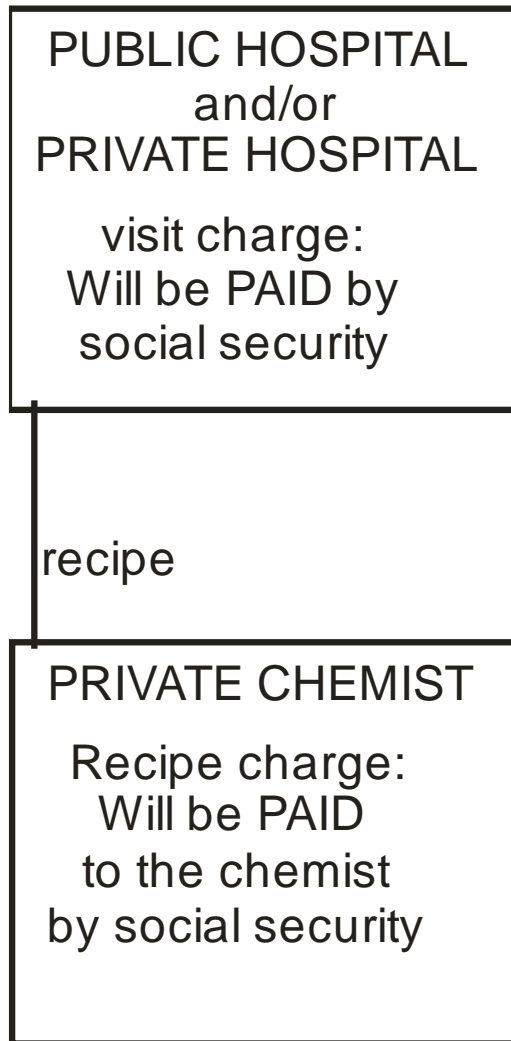 PUBLIC HOSPITAL
and/or
PRIVATE HOSPITAL
visit charge:
Will be PAID by
social security
recipe
PRIVATE CHEMIST
Recipe charge:
Will be PAID
to the chemist
by social security